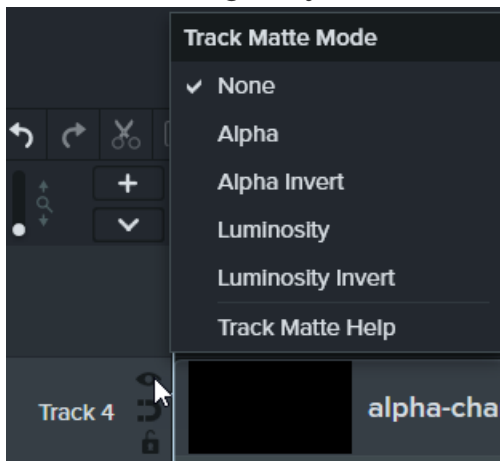 Track Matte Mode
None
Alpha
Alpha Invert
Luminosity
Luminosity Invert
Track Matte Help
Track 4
alpha-cha